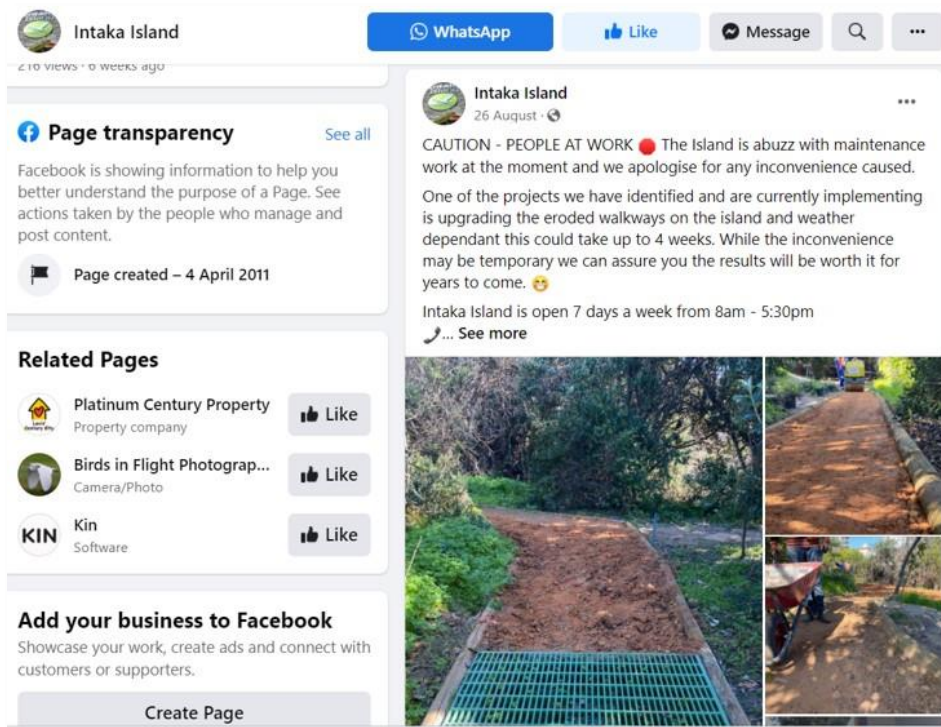 Intaka Island
WhatsApp
Like
Message
216 views · 6 weeks ago
Page transparency
See all
Facebook is showing information to help you
better understand the purpose of a Page. See
actions taken by the people who manage and
post content.
Page created – 4 April 2011
Related Pages
Platinum Century Property
Property company
Like
Birds in Flight Photograp...
Camera/Photo
Like
KIN
Kin
Software
Like
Add your business to Facebook
Showcase your work, create ads and connect with
customers or supporters.
Create Page
Intaka Island
26 August ·
CAUTION - PEOPLE AT WORK 🛑 The Island is abuzz with maintenance
work at the moment and we apologise for any inconvenience caused.
One of the projects we have identified and are currently implementing
is upgrading the eroded walkways on the island and weather
dependant this could take up to 4 weeks. While the inconvenience
may be temporary we can assure you the results will be worth it for
years to come. 😁
Intaka Island is open 7 days a week from 8am - 5:30pm
... See more